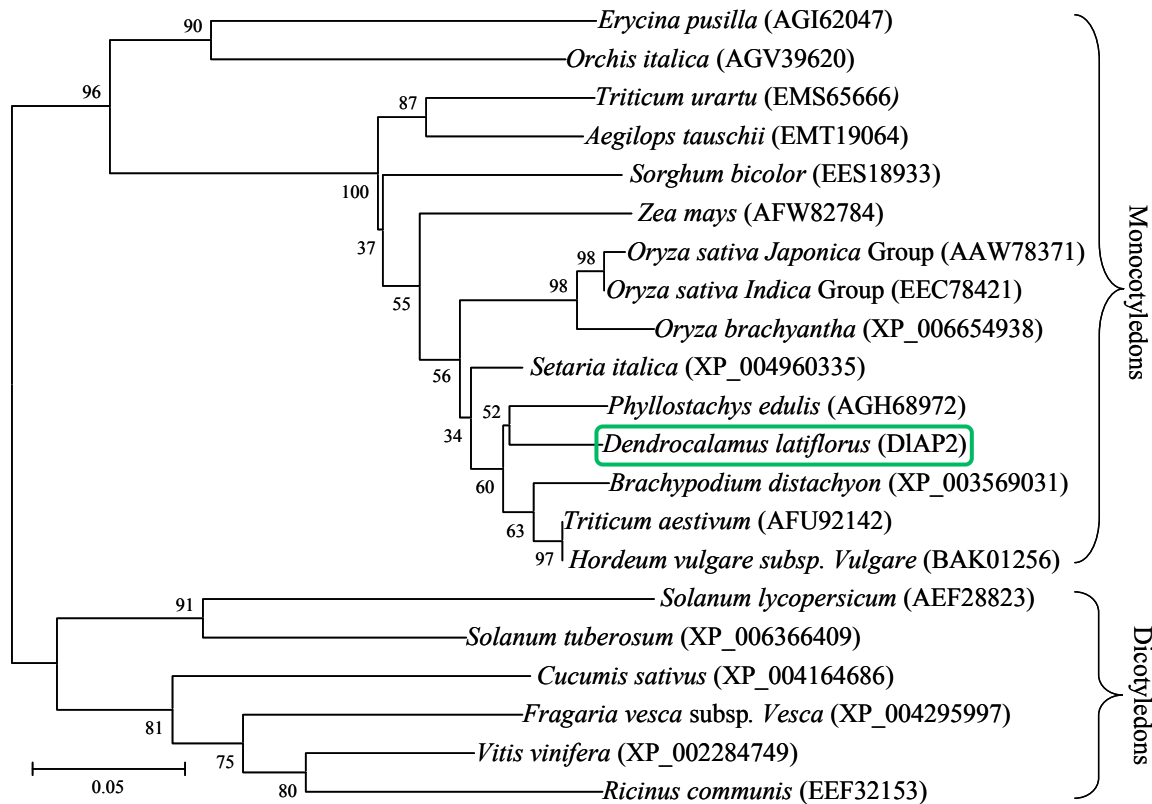 90
Erycina pusilla (AGI62047)
Orchis italica (AGV39620)
96
87
Triticum urartu (EMS65666)
Aegilops tauschii (EMT19064)
100
Sorghum bicolor (EES18933)
37
Zea mays (AFW82784)
98
Oryza sativa Japonica Group (AAW78371)
98
Oryza sativa Indica Group (EEC78421)
55
Oryza brachyantha (XP_006654938)
56
Setaria italica (XP_004960335)
52
Phyllostachys edulis (AGH68972)
34
Dendrocalamus latiflorus (DlAP2)
60
Brachypodium distachyon (XP_003569031)
63
Triticum aestivum (AFU92142)
97
Hordeum vulgare subsp. Vulgare (BAK01256)
Monocotyledons
91
Solanum lycopersicum (AEF28823)
Solanum tuberosum (XP_006366409)
Cucumis sativus (XP_004164686)
81
Fragaria vesca subsp. Vesca (XP_004295997)
75
Vitis vinifera (XP_002284749)
80
Ricinus communis (EEF32153)
Dicotyledons
0.05